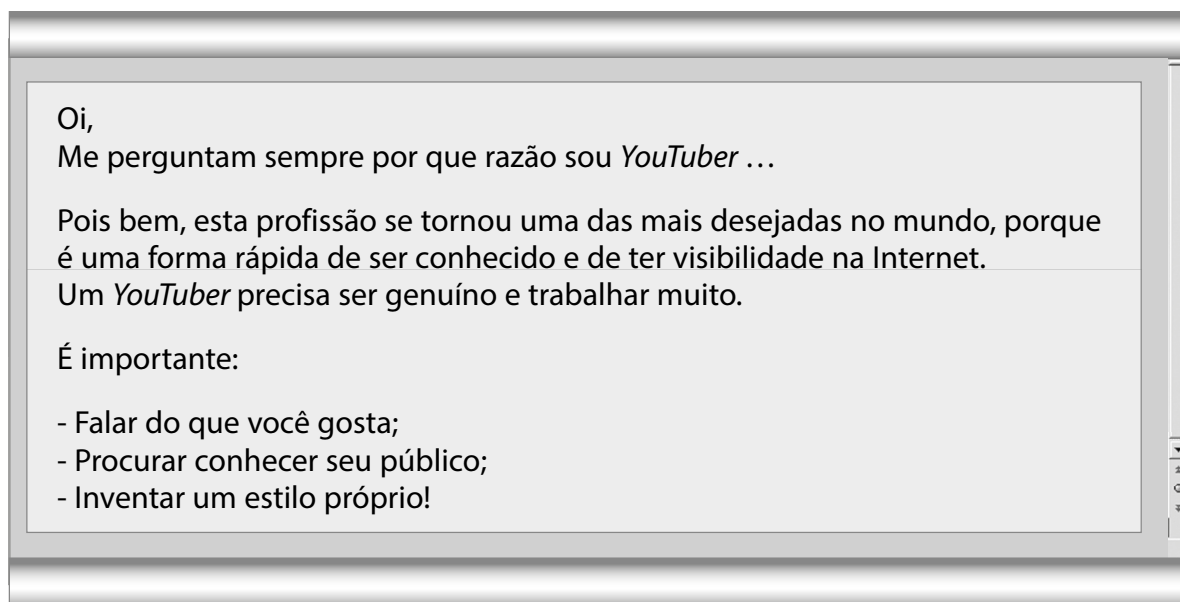 Oi,
Me perguntam sempre por que razão sou YouTuber …
Pois bem, esta profissão se tornou uma das mais desejadas no mundo, porque
é uma forma rápida de ser conhecido e de ter visibilidade na Internet.
Um YouTuber precisa ser genuíno e trabalhar muito.
É importante:
- Falar do que você gosta;
- Procurar conhecer seu público;
- Inventar um estilo próprio!